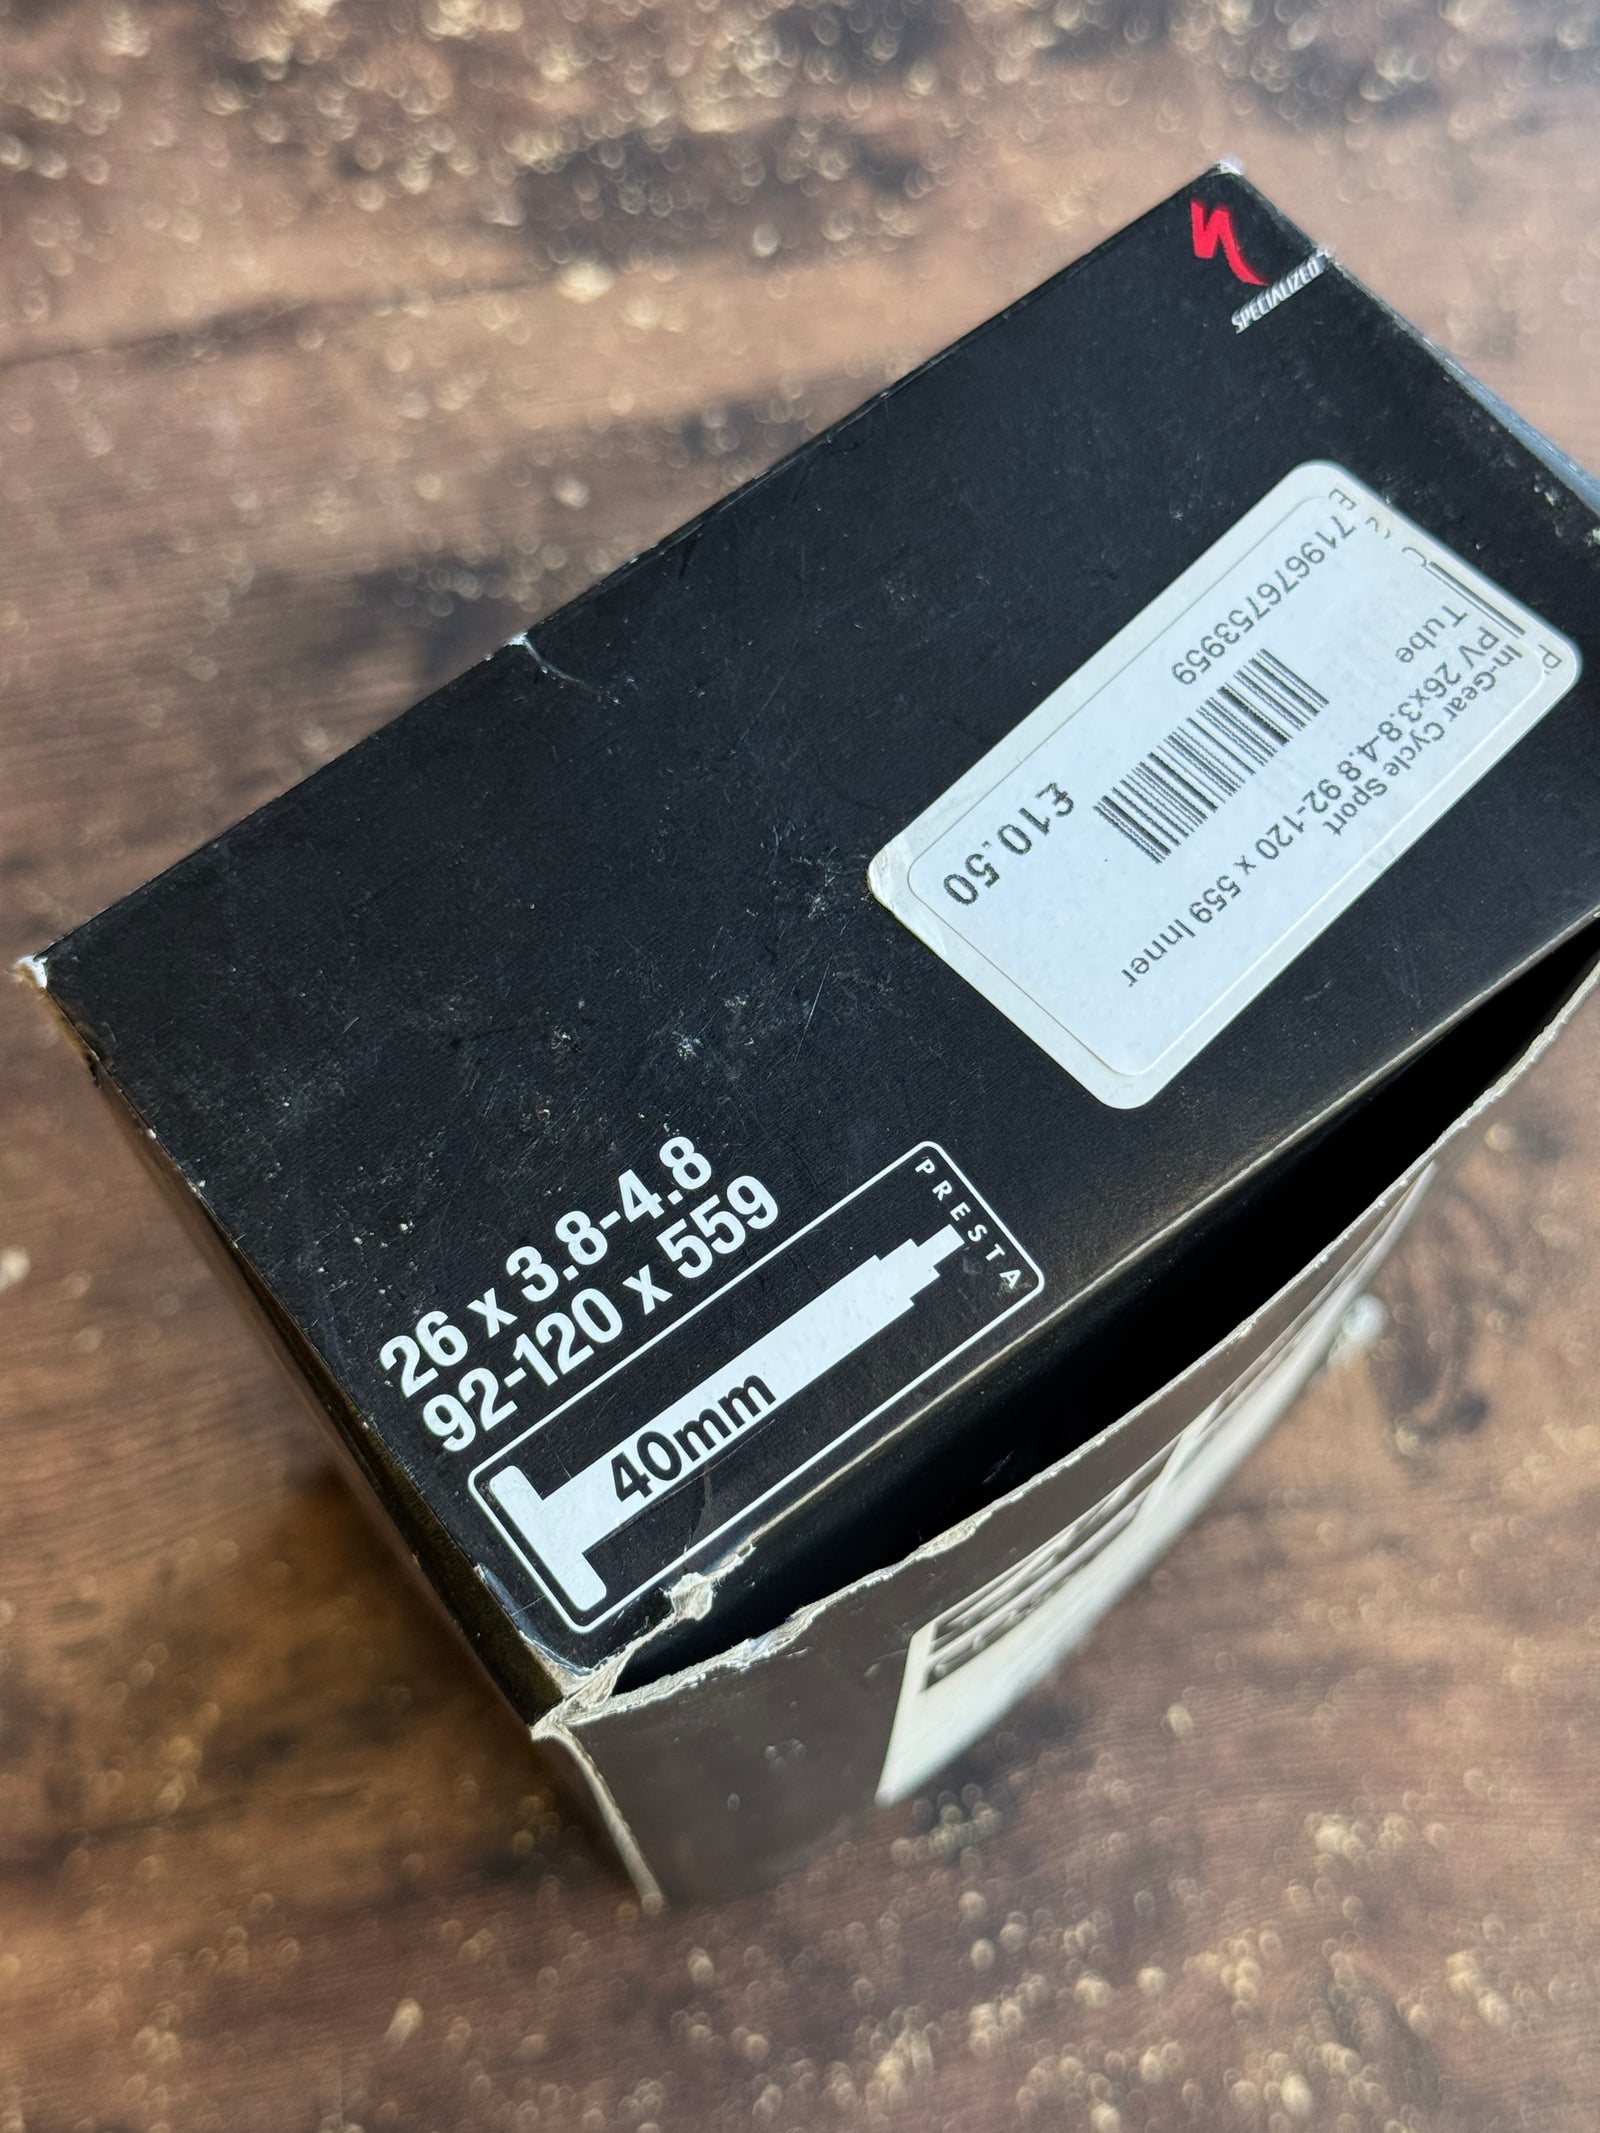 SPECIALIZED
In-Gear Cycle Sport
PV 26x3.8-4.8 92-120 x 559 Inner
Tube
£10.50
719676753959
26 x 3.8-4.8
92-120 x 559
40mm
PRESTA